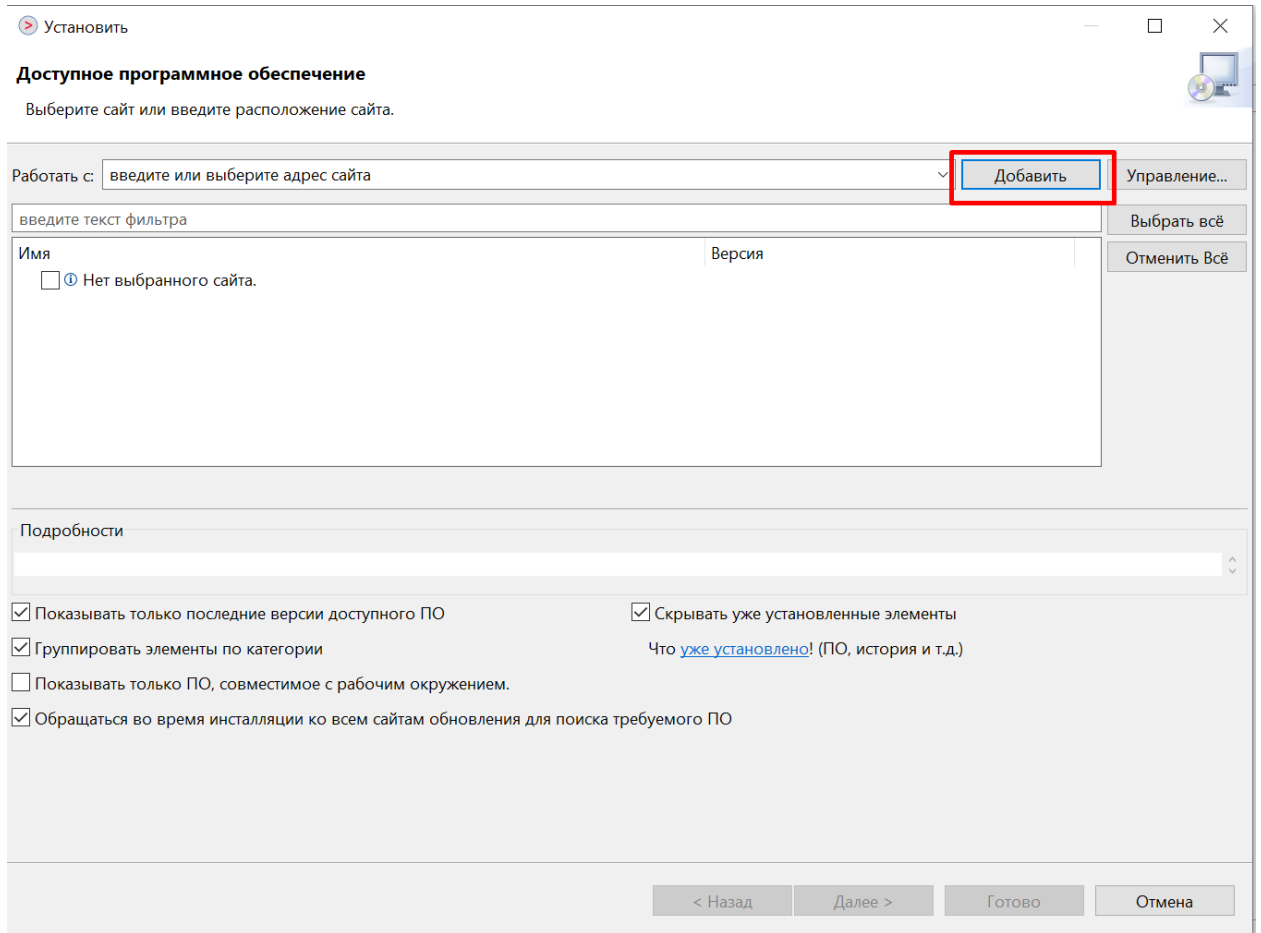 Установить
Доступное программное обеспечение
Выберите сайт или введите расположение сайта.
Работать с: введите или выберите адрес сайта Добавить Управление...
введите текст фильтра Выбрать всё
Имя Версия Отменить Всё
Нет выбранного сайта.
Подробности
Показывать только последние версии доступного ПО Скрывать уже установленные элементы
Группировать элементы по категории Что уже установлено! (ПО, история и т.д.)
Показывать только ПО, совместимое с рабочим окружением.
Обращаться во время инсталляции ко всем сайтам обновления для поиска требуемого ПО
< Назад Далее > Готово Отмена